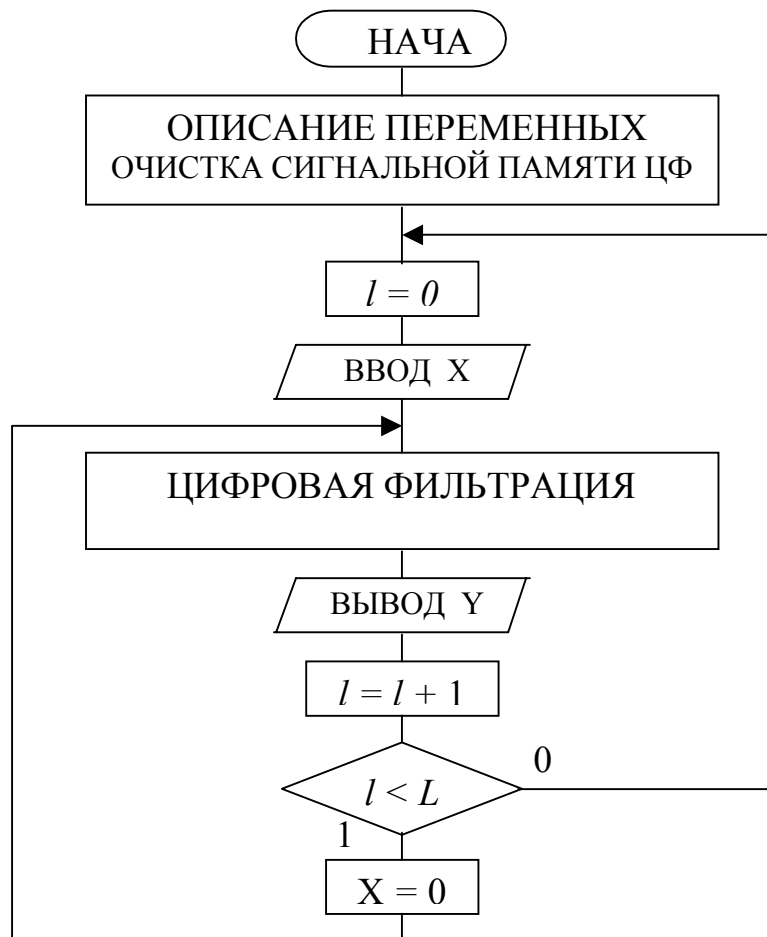 НАЧА
ОПИСАНИЕ ПЕРЕМЕННЫХ
ОЧИСТКА СИГНАЛЬНОЙ ПАМЯТИ ЦФ
l = 0
ВВОД X
ЦИФРОВАЯ ФИЛЬТРАЦИЯ
ВЫВОД Y
l = l + 1
0
l < L
1
X = 0